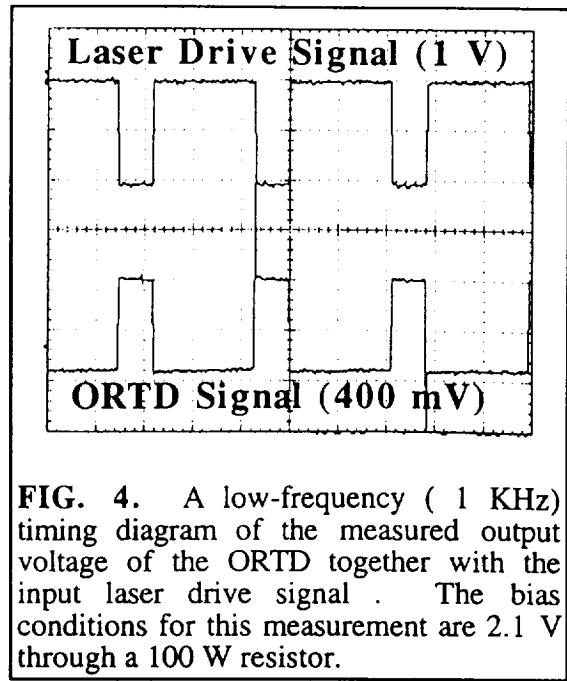 Laser Drive Signal (1 V)
ORTD Signal (400 mV)
FIG. 4. A low-frequency ( 1 KHz)
timing diagram of the measured output
voltage of the ORTD together with the
input laser drive signal . The bias
conditions for this measurement are 2.1 V
through a 100 W resistor.